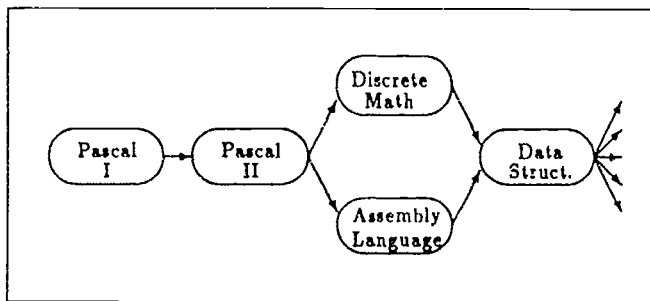 Pascal
I
Pascal
II
Discrete
Math
Assembly
Language
Data
Struct.